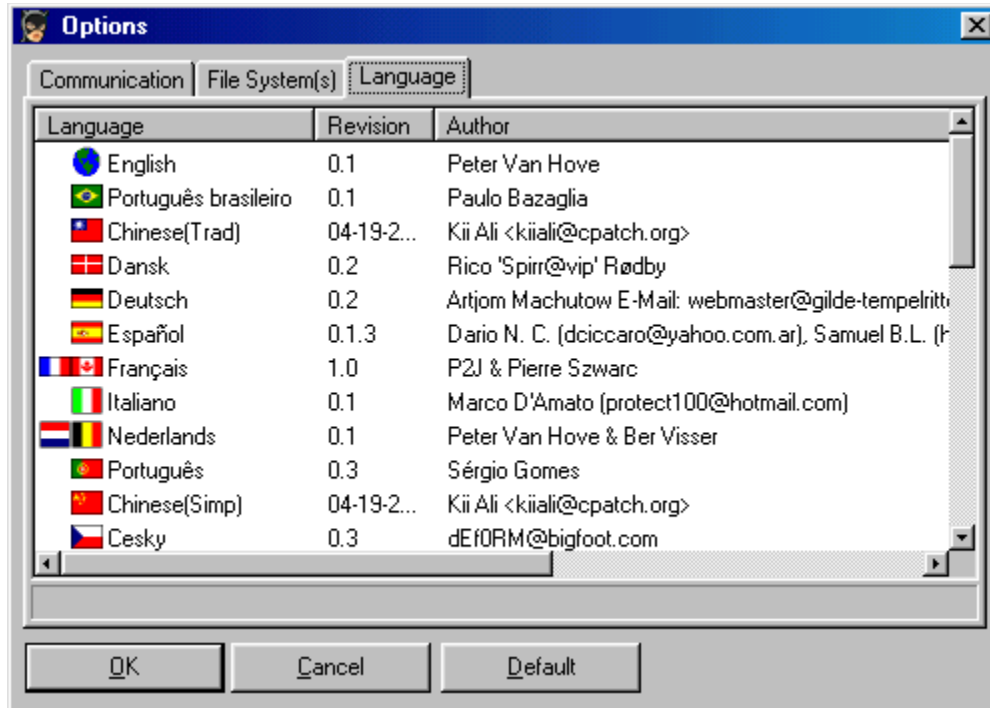 Options
Communication File System(s) Language
Language Revision Author
English 0.1 Peter Van Hove
Português brasileiro 0.1 Paulo Bazaglia
Chinese(Trad) 04-19-2... Kii Ali <kiiali@cpatch.org>
Dansk 0.2 Rico 'Spirr@vip' Rødby
Deutsch 0.2 Artjom Machutow E-Mail: webmaster@gilde-tempelritt
Español 0.1.3 Dario N. C. (dciccaro@yahoo.com.ar), Samuel B.L. (h
Français 1.0 P2J & Pierre Szwarc
Italiano 0.1 Marco D'Amato (protect100@hotmail.com)
Nederlands 0.1 Peter Van Hove & Ber Visser
Português 0.3 Sérgio Gomes
Chinese(Simp) 04-19-2... Kii Ali <kiiali@cpatch.org>
Cesky 0.3 dEf0RM@bigfoot.com
OK Cancel Default